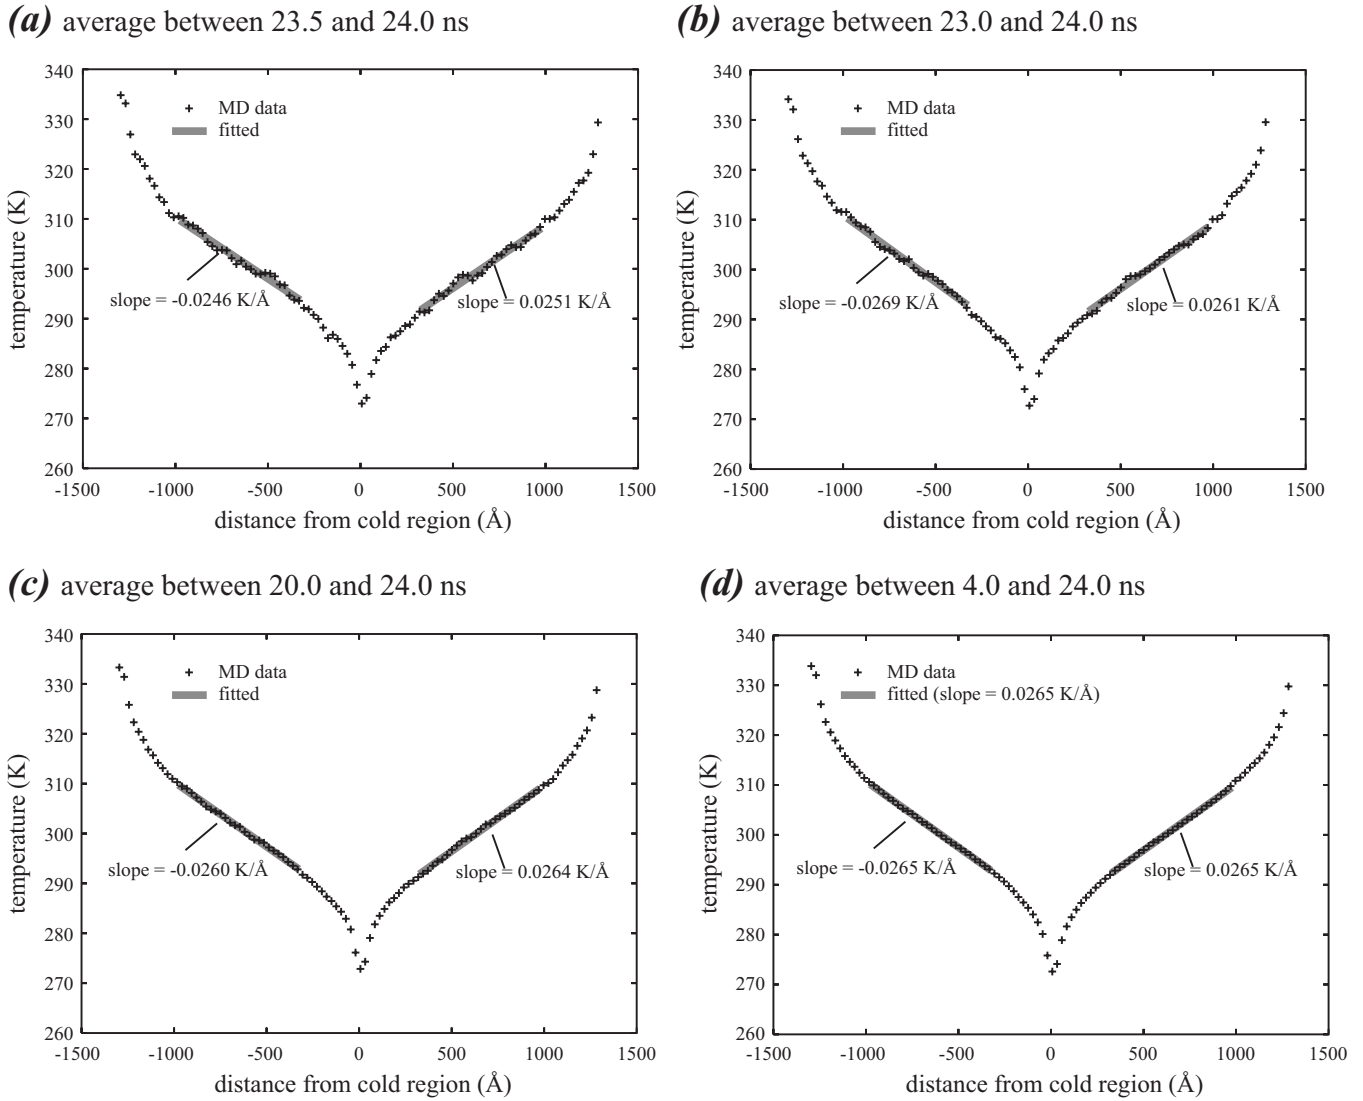 (a) average between 23.5 and 24.0 ns
340
330
320
310
300
290
280
270
260
-1500
-1000
-500
0
500
1000
1500
temperature (K)
distance from cold region (Å)
MD data
fitted
slope = -0.0246 K/Å
slope = 0.0251 K/Å
(b) average between 23.0 and 24.0 ns
340
330
320
310
300
290
280
270
260
-1500
-1000
-500
0
500
1000
1500
temperature (K)
distance from cold region (Å)
MD data
fitted
slope = -0.0269 K/Å
slope = 0.0261 K/Å
(c) average between 20.0 and 24.0 ns
340
330
320
310
300
290
280
270
260
-1500
-1000
-500
0
500
1000
1500
temperature (K)
distance from cold region (Å)
MD data
fitted
slope = -0.0260 K/Å
slope = 0.0264 K/Å
(d) average between 4.0 and 24.0 ns
340
330
320
310
300
290
280
270
260
-1500
-1000
-500
0
500
1000
1500
temperature (K)
distance from cold region (Å)
MD data
fitted (slope = 0.0265 K/Å)
slope = -0.0265 K/Å
slope = 0.0265 K/Å